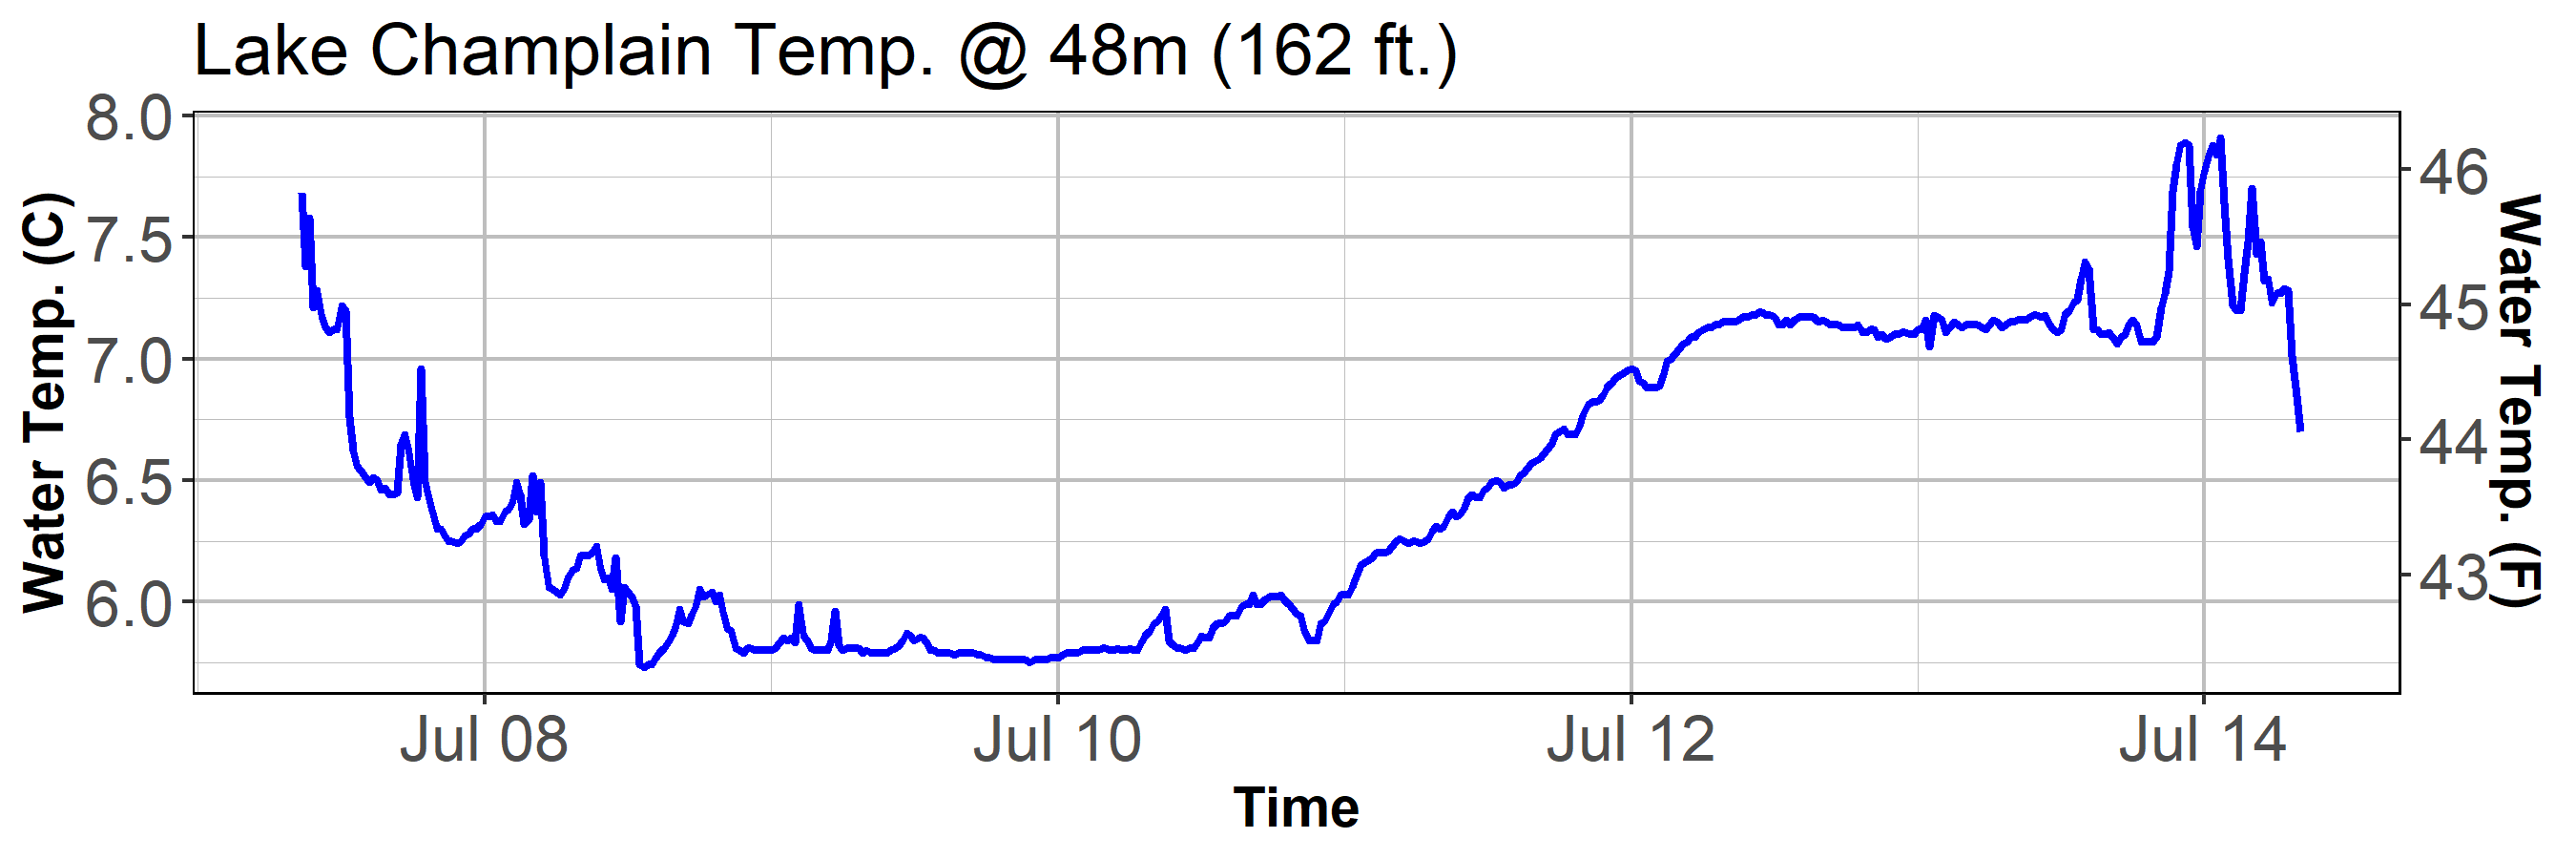 Lake Champlain Temp. @ 48m (162 ft.)
Water Temp. (C)
8.0
7.5
7.0
6.5
6.0
46
45
44
43
Water Temp. (F)
Jul 08
Jul 10
Jul 12
Jul 14
Time